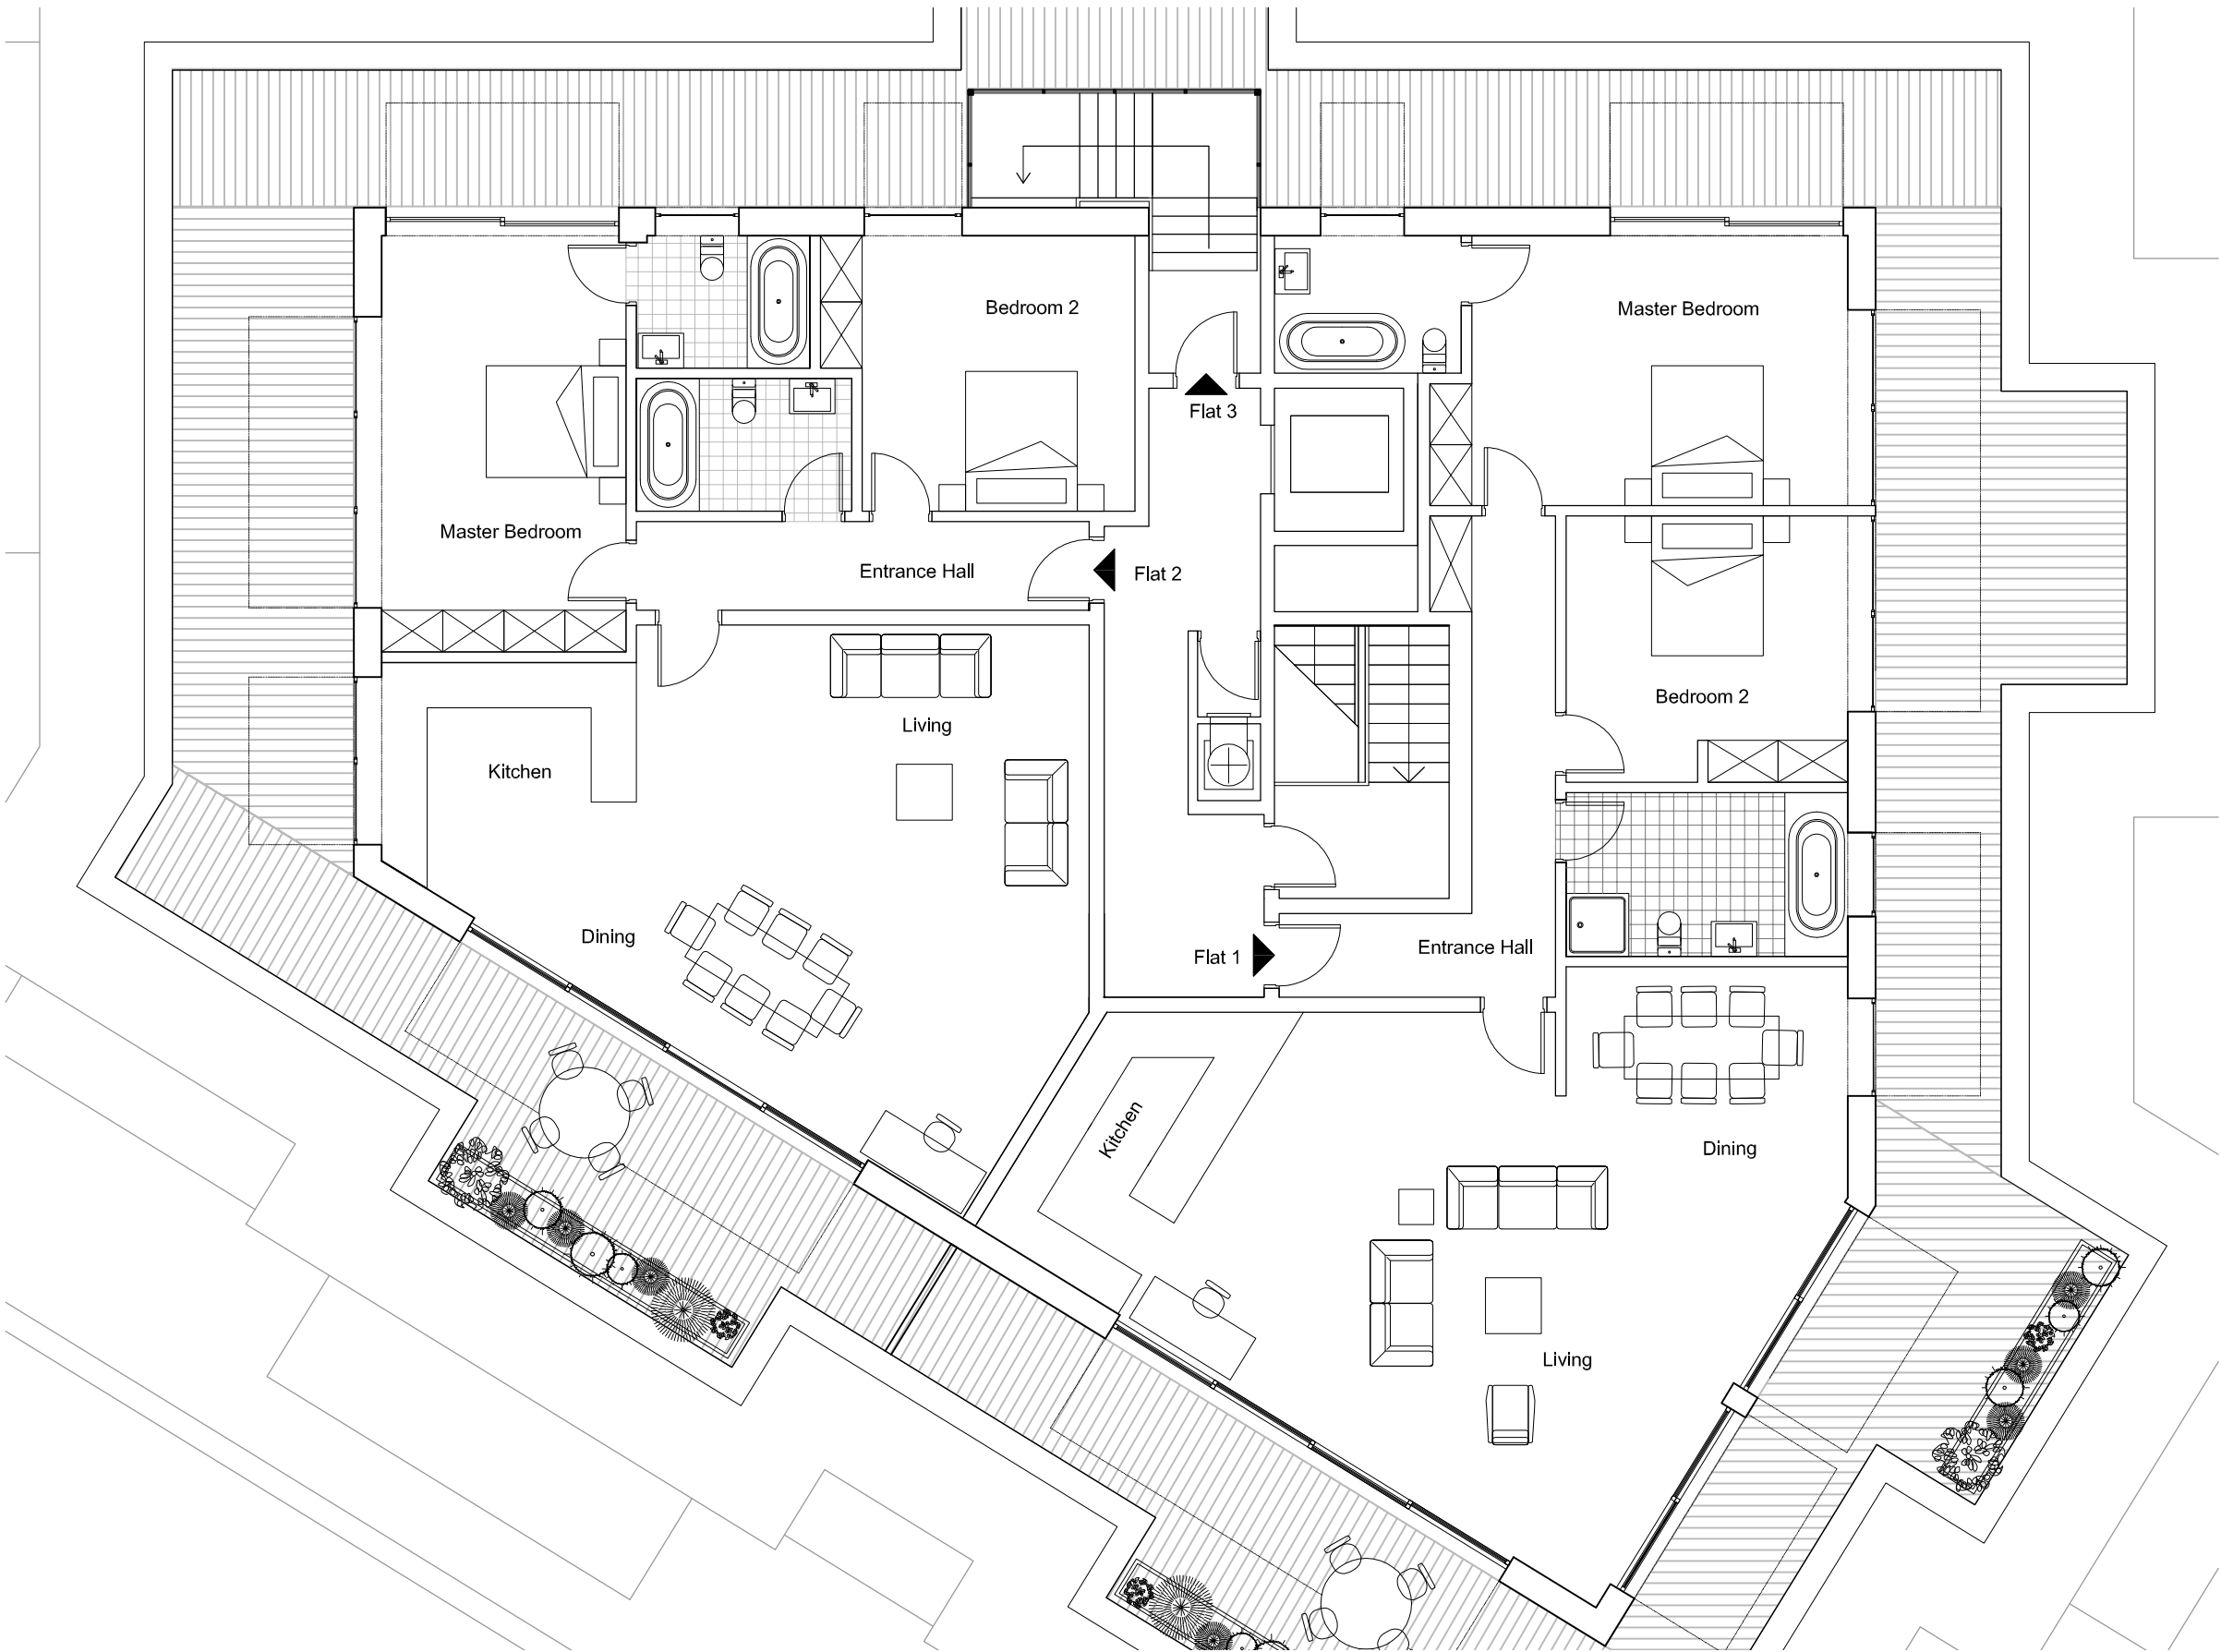 Bedroom 2
Master Bedroom
Flat 3
Master Bedroom
Entrance Hall
Flat 2
Bedroom 2
Living
Kitchen
Dining
Flat 1
Entrance Hall
Kitchen
Dining
Living